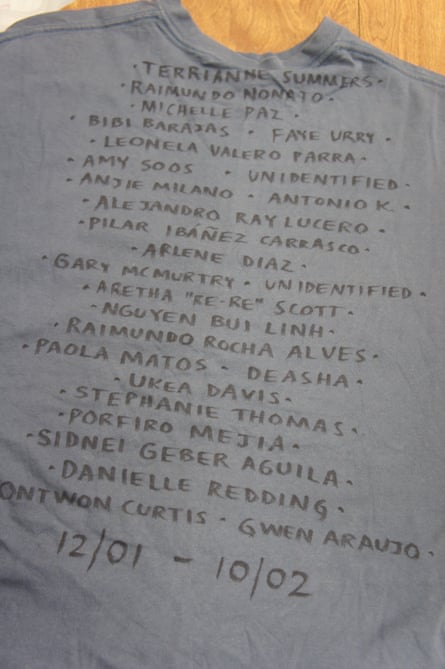 · TERRIANNE SUMMERS ·
· RAIMUNDO NONATO ·
· MICHELLE PAZ ·
· BIBI BARAJAS · FAYE URRY ·
· LEONELA VALERO PARRA ·
· AMY SOOS · UNIDENTIFIED ·
· ANJIE MILANO · ANTONIO K. ·
· ALEJANDRO RAY LUCERO ·
· PILAR IBÁÑEZ CARRASCO ·
· ARLENE DIAZ ·
· GARY MCMURTRY · UNIDENTIFIED ·
· ARETHA "RE-RE" SCOTT ·
· NGUYEN BUI LINH ·
· RAIMUNDO ROCHA ALVES ·
· PAOLA MATOS · DEASHA ·
· UKEA DAVIS ·
· STEPHANIE THOMAS ·
· PORFIRO MEJIA ·
· SIDNEI GEBER AGUILA ·
· DANIELLE REDDING ·
ONTWON CURTIS · GWEN ARAUJO ·
12/01 - 10/02